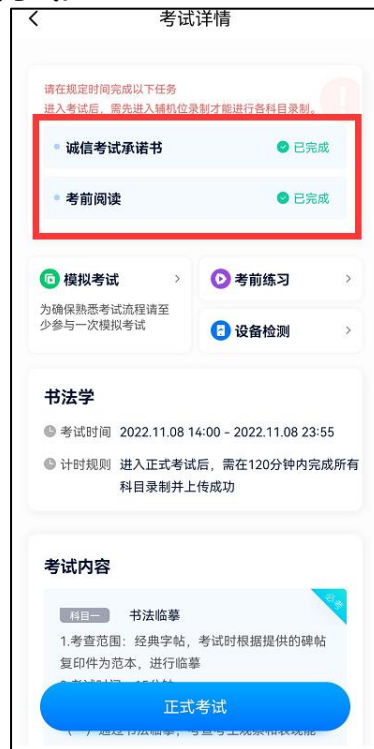 考试详情
请在规定时间完成以下任务
进入考试后，需先进入辅机位录制才能进行各科目录制。
诚信考试承诺书 已完成
考前阅读 已完成
模拟考试
为确保熟悉考试流程请至
少参与一次模拟考试
考前练习
设备检测
书法学
考试时间 2022.11.08 14:00 - 2022.11.08 23:55
计时规则 进入正式考试后，需在120分钟内完成所有
科目录制并上传成功
考试内容
必考
科目一 书法临摹
1.考查范围：经典字帖，考试时根据提供的碑帖
复印件为范本，进行临摹
正式考试